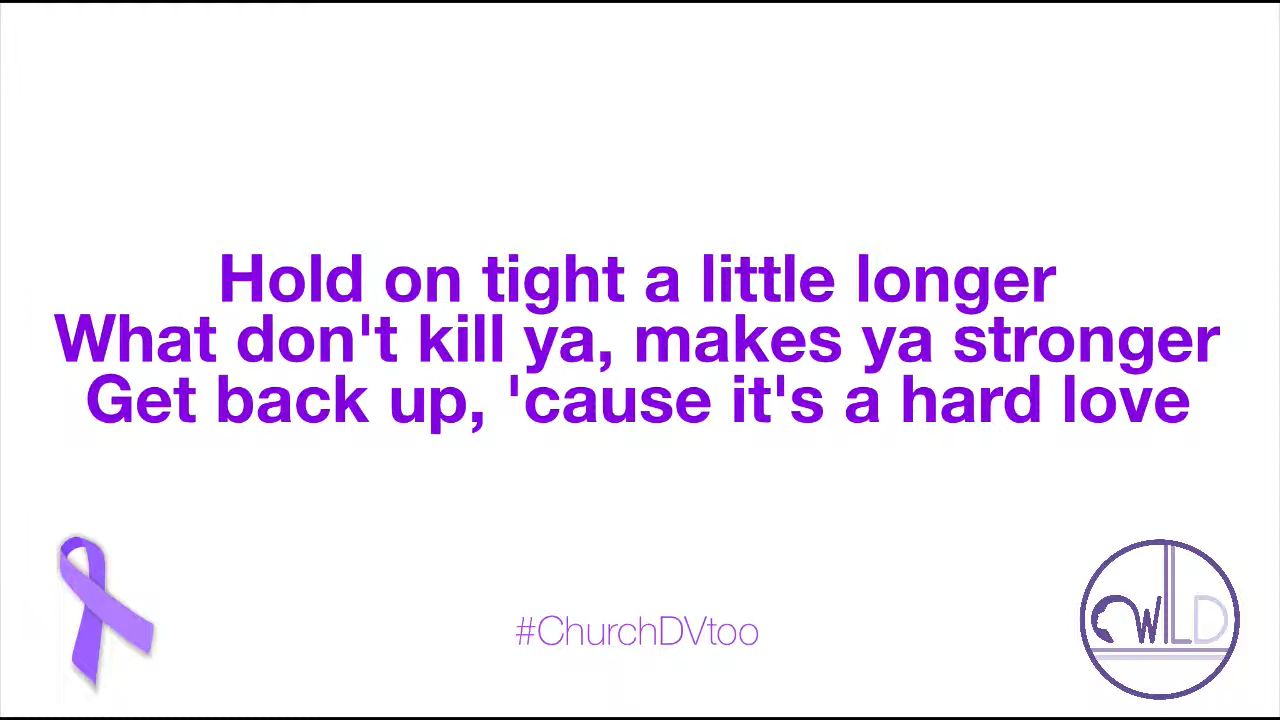 Hold on tight a little longer
What don't kill ya, makes ya stronger
Get back up, 'cause it's a hard love
#ChurchDVtoo
CWILD